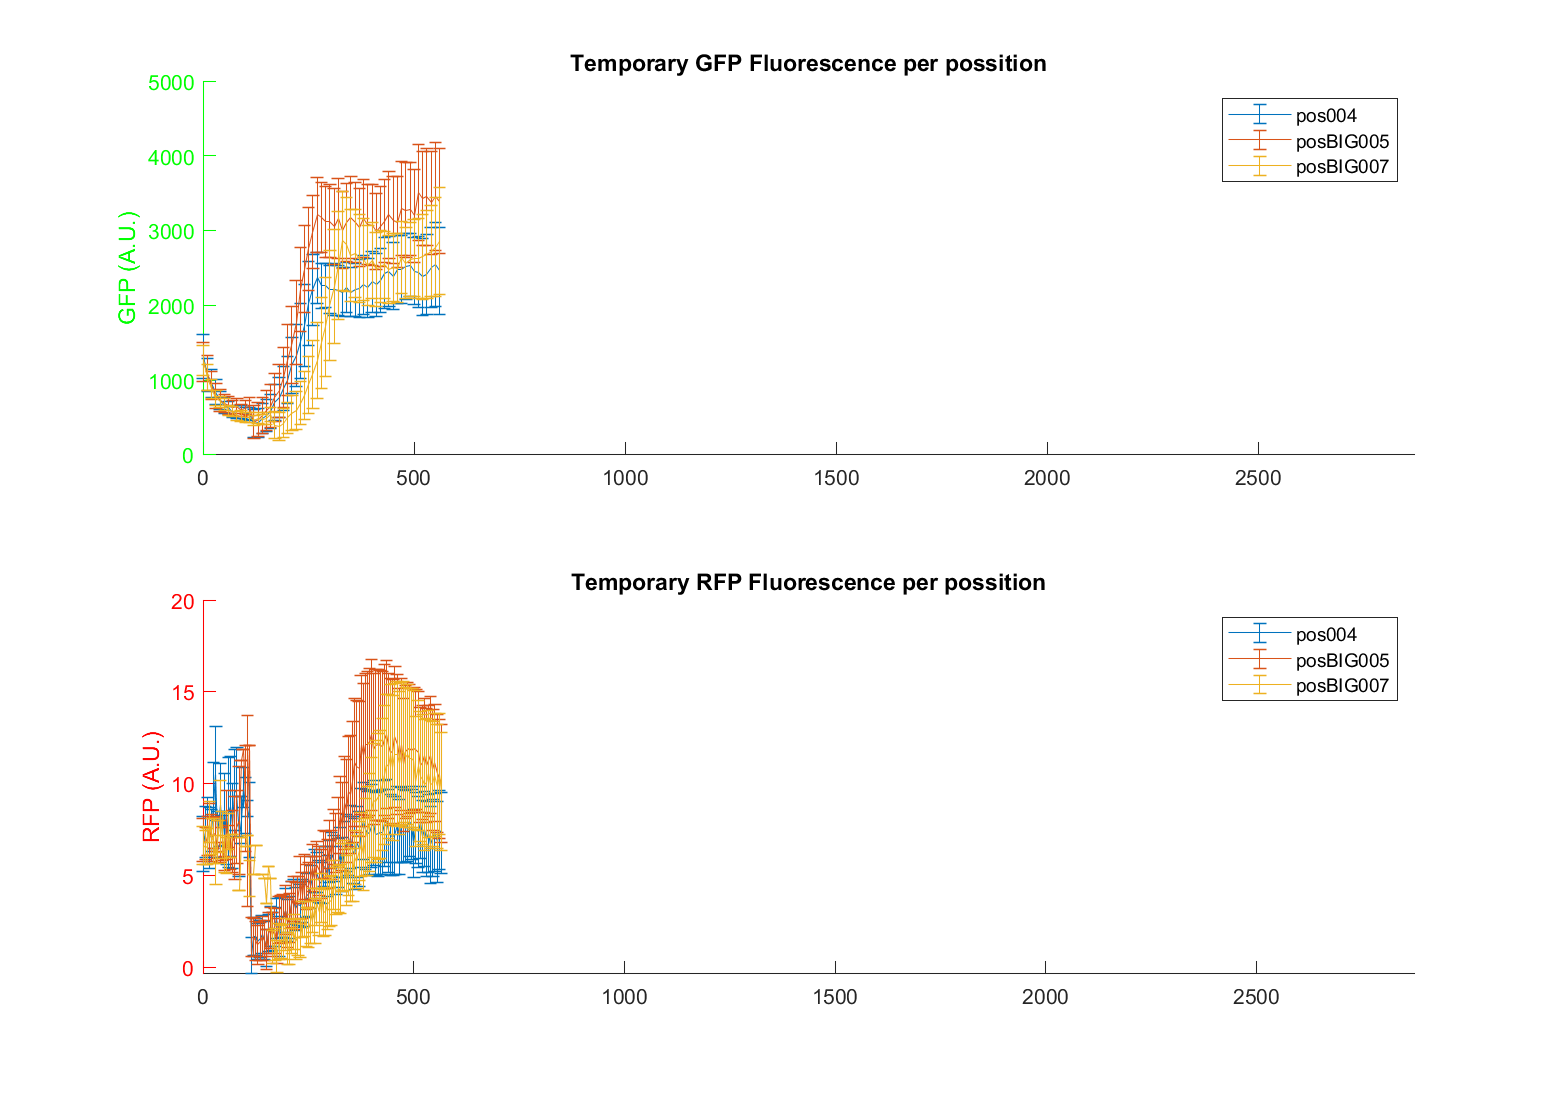 Temporary GFP Fluorescence per possition
5000
4000
3000
2000
1000
0
GFP (A.U.)
0 500 1000 1500 2000 2500
pos004
posBIG005
posBIG007
Temporary RFP Fluorescence per possition
20
15
10
5
0
RFP (A.U.)
0 500 1000 1500 2000 2500
pos004
posBIG005
posBIG007